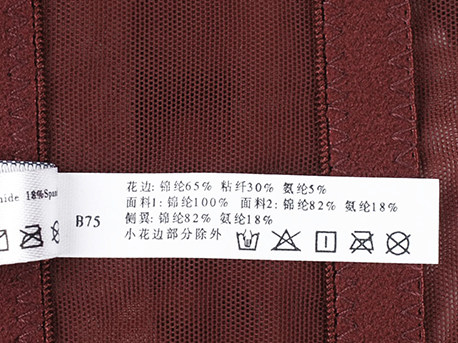 mide 18%Span
B75
花边: 锦纶65% 粘纤30% 氨纶5%
面料1: 锦纶100% 面料2: 锦纶82% 氨纶18%
侧翼: 锦纶82% 氨纶18%
小花边部分除外